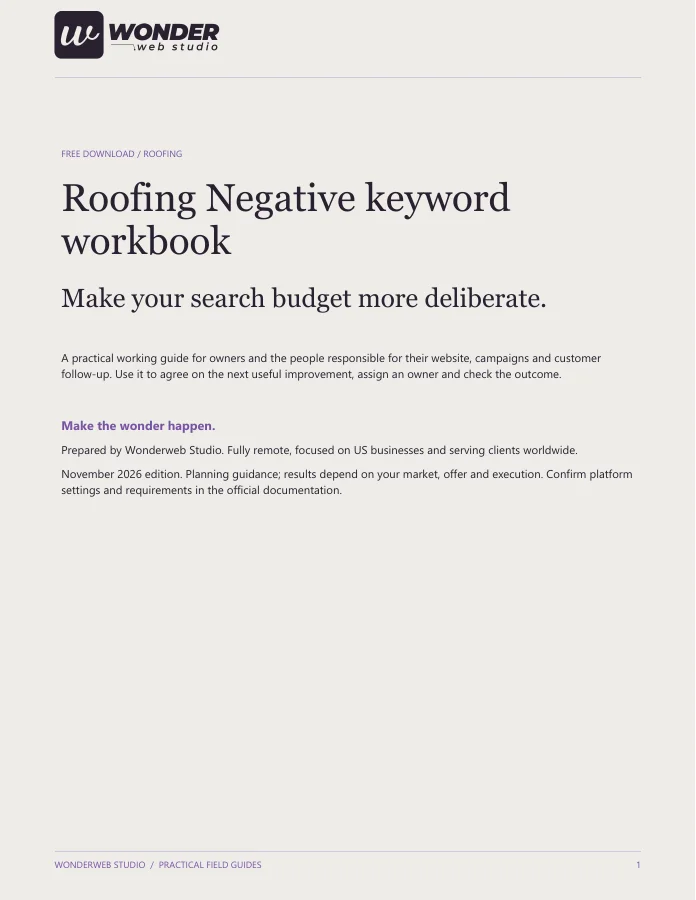 w WONDER
web studio
FREE DOWNLOAD / ROOFING
Roofing Negative keyword
workbook
Make your search budget more deliberate.
A practical working guide for owners and the people responsible for their website, campaigns and customer
follow-up. Use it to agree on the next useful improvement, assign an owner and check the outcome.
Make the wonder happen.
Prepared by Wonderweb Studio. Fully remote, focused on US businesses and serving clients worldwide.
November 2026 edition. Planning guidance; results depend on your market, offer and execution. Confirm platform
settings and requirements in the official documentation.
WONDERWEB STUDIO / PRACTICAL FIELD GUIDES 1